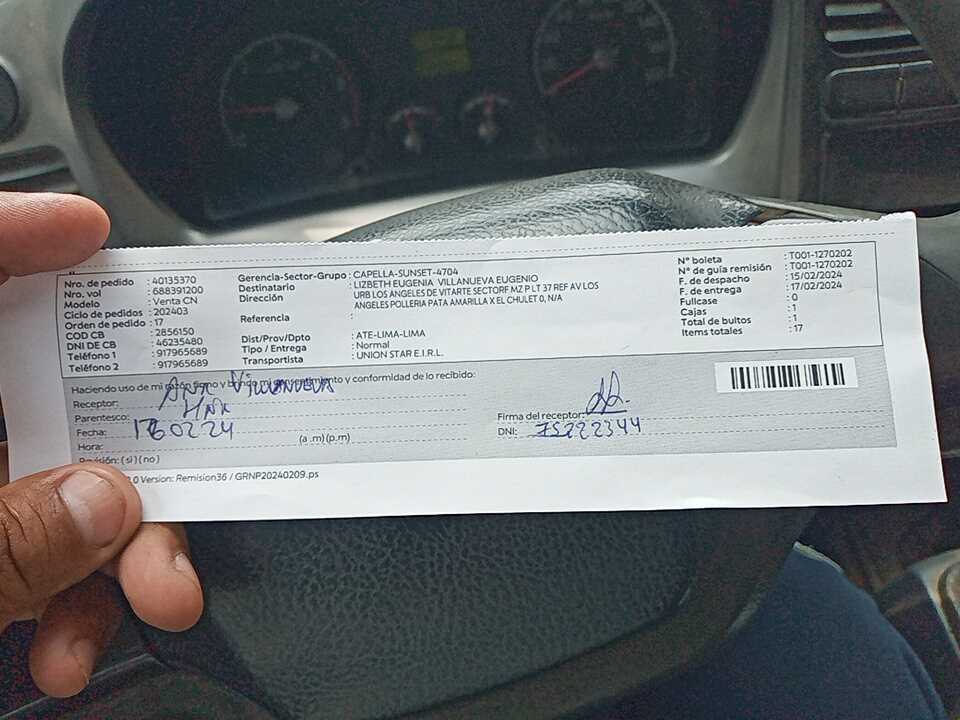 Nro. de pedido : 40135370
Nro. vol : 688391200
Modelo : Venta CN
Ciclo de pedidos : 202403
Orden de pedido : 17
COD CB : 2856150
DNI DE CB : 46235480
Teléfono 1 : 917965689
Teléfono 2 : 917965689
Gerencia-Sector-Grupo : CAPELLA-SUNSET-4704
Destinatario : LIZBETH EUGENIA VILLANUEVA EUGENIO
Dirección : URB LOS ANGELES DE VITARTE SECTORF MZ P LT 37 REF AV LOS
ANGELES POLLERIA PATA AMARILLA X EL CHULET 0, N/A
Referencia :
Dist/Prov/Dpto : ATE-LIMA-LIMA
Tipo / Entrega : Normal
Transportista : UNION STAR E.I.R.L.
N° boleta : T001-1270202
N° de guía remisión : T001-1270202
F. de despacho : 15/02/2024
F. de entrega : 17/02/2024
Fullcase : 0
Cajas : 1
Total de bultos : 1
Items totales : 17
Haciendo uso de mi y conformidad de lo recibido:
Receptor: Ana Villanueva
Parentesco:
Fecha: 160224
Hora: (a .m) (p.m)
Revisión: ( si ) ( no )
Firma del receptor:
DNI: 75222344
.0 Version: Remision36 / GRNP20240209.ps